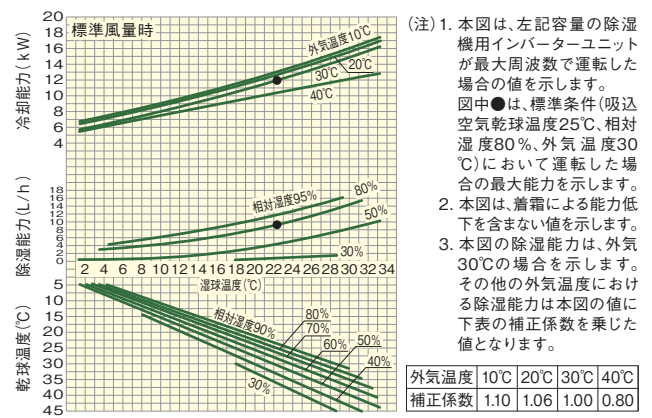 標準風量時
冷却能力(kW)
20
18
16
14
12
10
8
6
4
外気温度10℃
20℃
30℃
40℃
除湿能力(L/h)
18
16
14
12
10
8
6
4
2
0
相対湿度95%
80%
50%
30%
2 4 6 8 10 12 14 16 18 20 22 24 26 28 30 32 34
湿球温度(℃)
乾球温度(℃)
5
10
15
20
25
30
35
40
45
相対湿度90%
80%
70%
60%
50%
40%
30%
(注)1. 本図は、左記容量の除湿
機用インバーターユニット
が最大周波数で運転した
場合の値を示します。
図中●は、標準条件(吸込
空気乾球温度25℃、相対
湿度80%、外気温度30
℃)において運転した場
合の最大能力を示します。
2. 本図は、着霜による能力低
下を含まない値を示します。
3. 本図の除湿能力は、外気
30℃の場合を示します。
その他の外気温度におけ
る除湿能力は本図の値に
下表の補正係数を乗じた
値となります。
外気温度 10℃ 20℃ 30℃ 40℃
補正係数 1.10 1.06 1.00 0.80